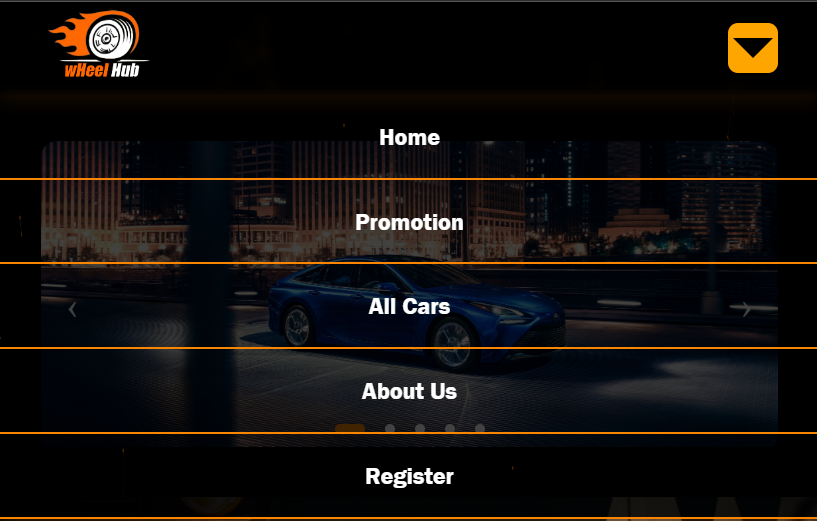 wHeel Hub
Home
Promotion
All Cars
About Us
Register